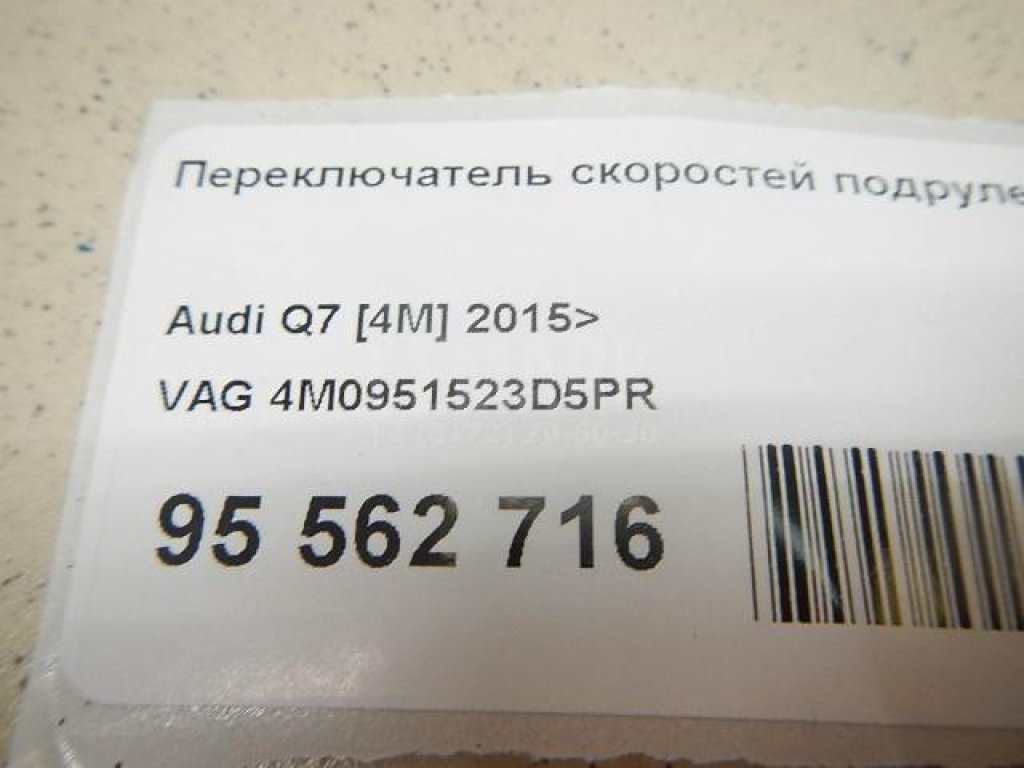 Переключатель скоростей подруле
Audi Q7 [4M] 2015>
VAG 4M0951523D5PR
95 562 716